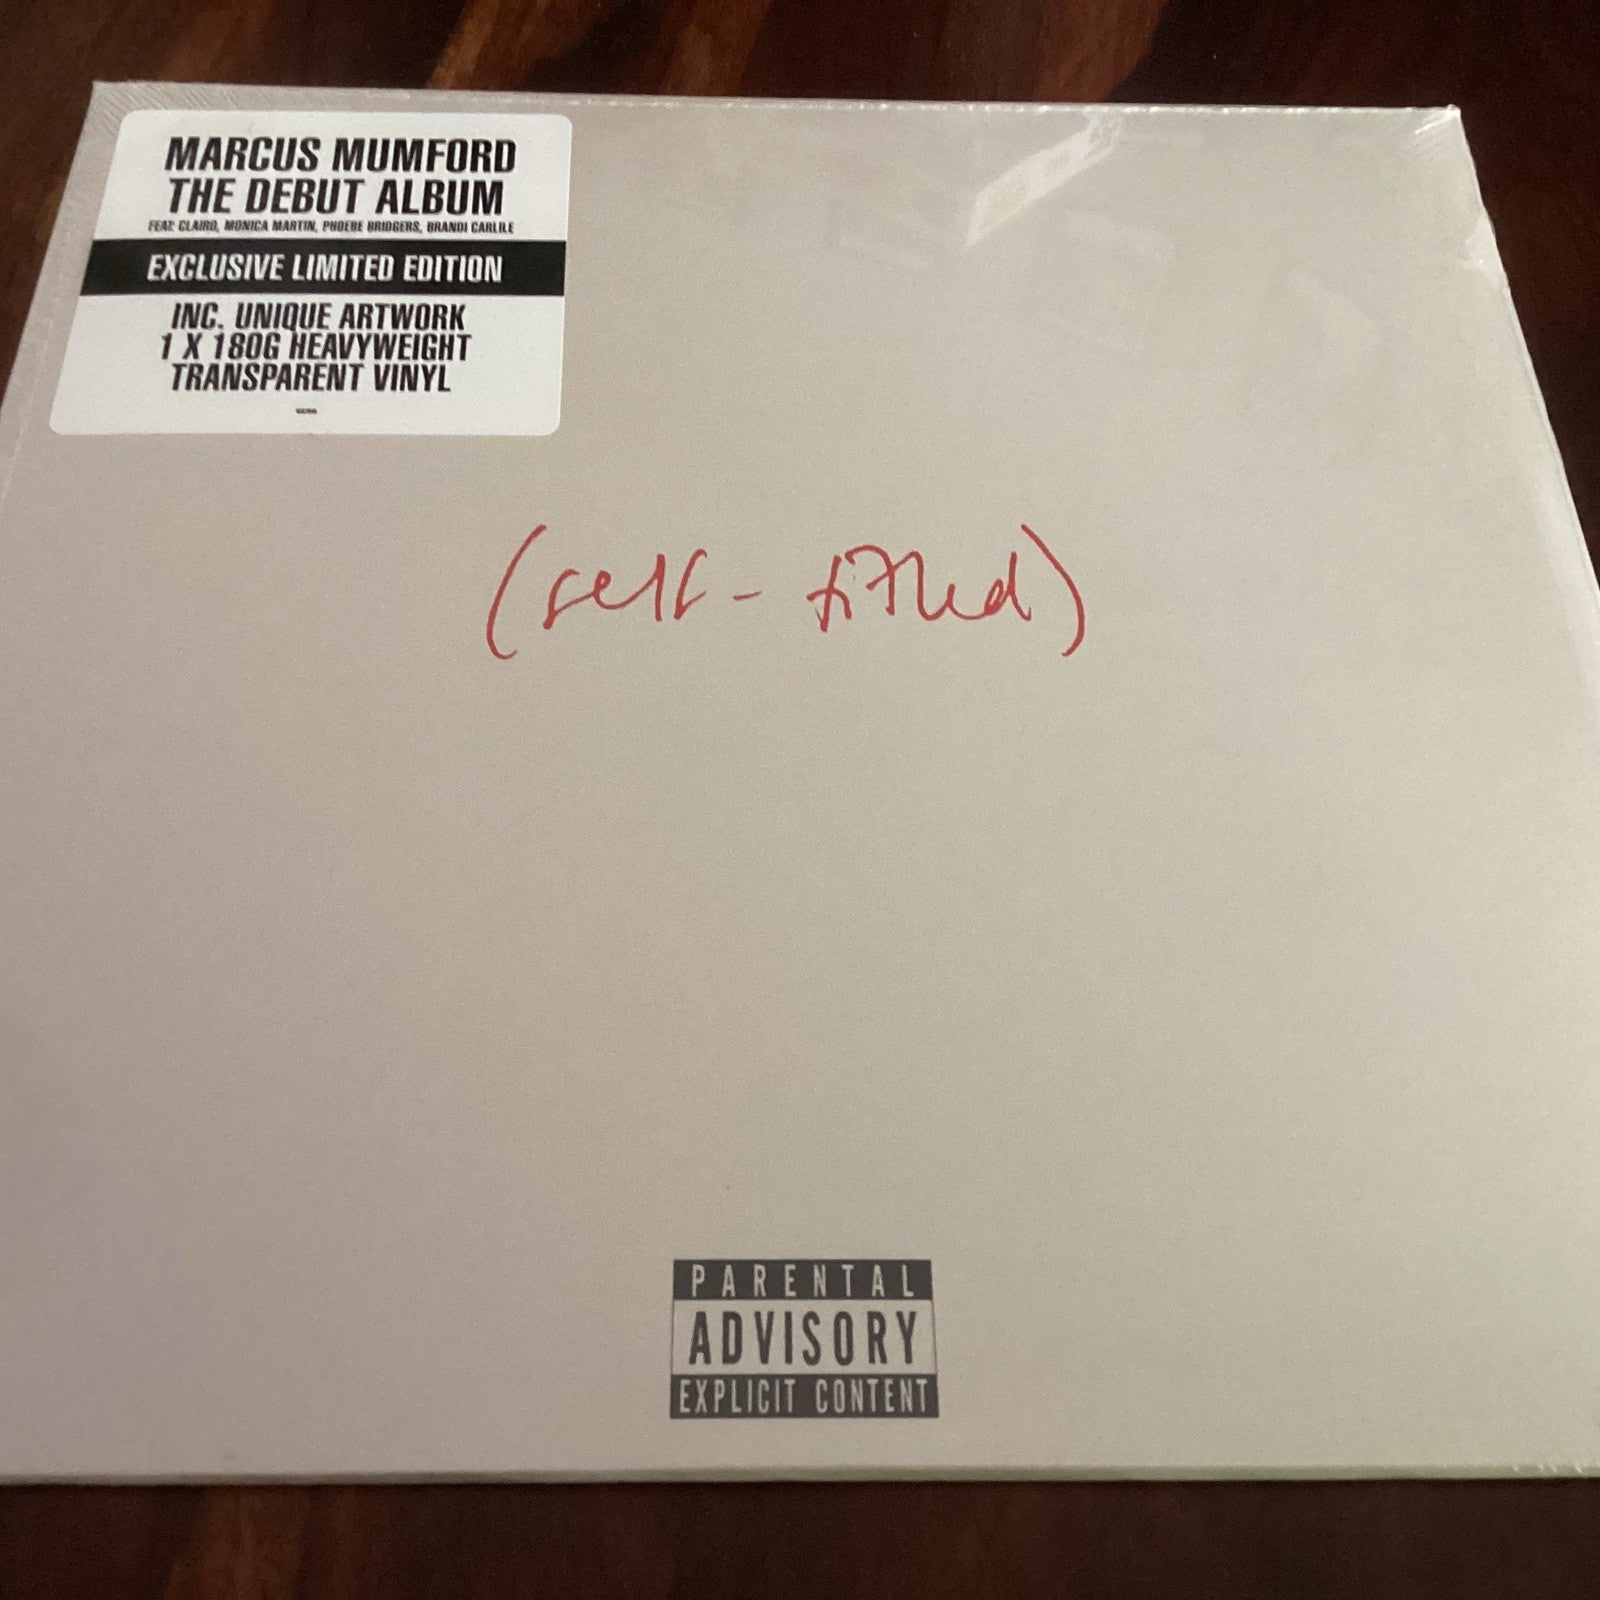 MARCUS MUMFORD
THE DEBUT ALBUM
FEAT. CLAIRO, MONICA MARTIN, PHOEBE BRIDGERS, BRANDI CARLILE
EXCLUSIVE LIMITED EDITION
INC. UNIQUE ARTWORK
1 X 180G HEAVYWEIGHT
TRANSPARENT VINYL
(self-titled)
PARENTAL
ADVISORY
EXPLICIT CONTENT